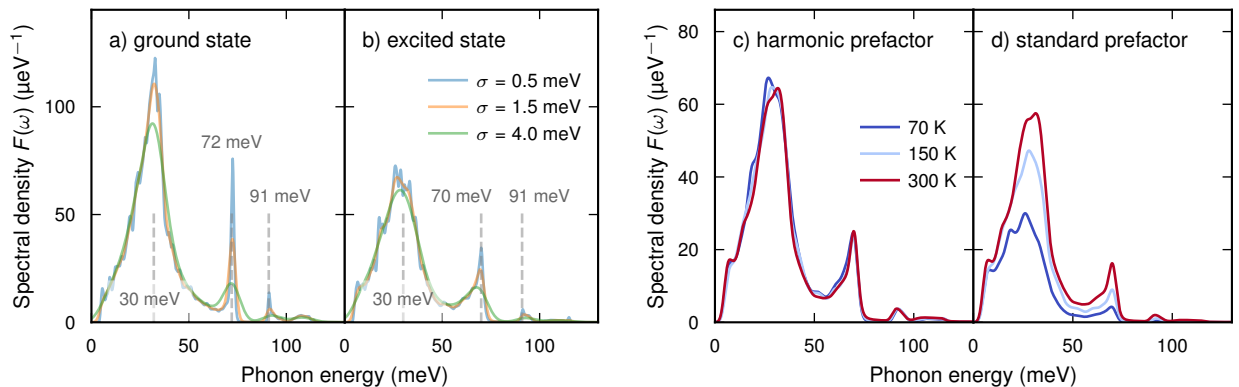 a) ground state
b) excited state
σ = 0.5 meV
σ = 1.5 meV
σ = 4.0 meV
72 meV
91 meV
30 meV
70 meV
91 meV
30 meV
Spectral density F(ω) (μeV⁻¹)
0
50
100
0
50
100
0
50
100
Phonon energy (meV)
c) harmonic prefactor
d) standard prefactor
70 K
150 K
300 K
Spectral density F(ω) (μeV⁻¹)
0
20
40
60
80
0
50
100
0
50
100
Phonon energy (meV)